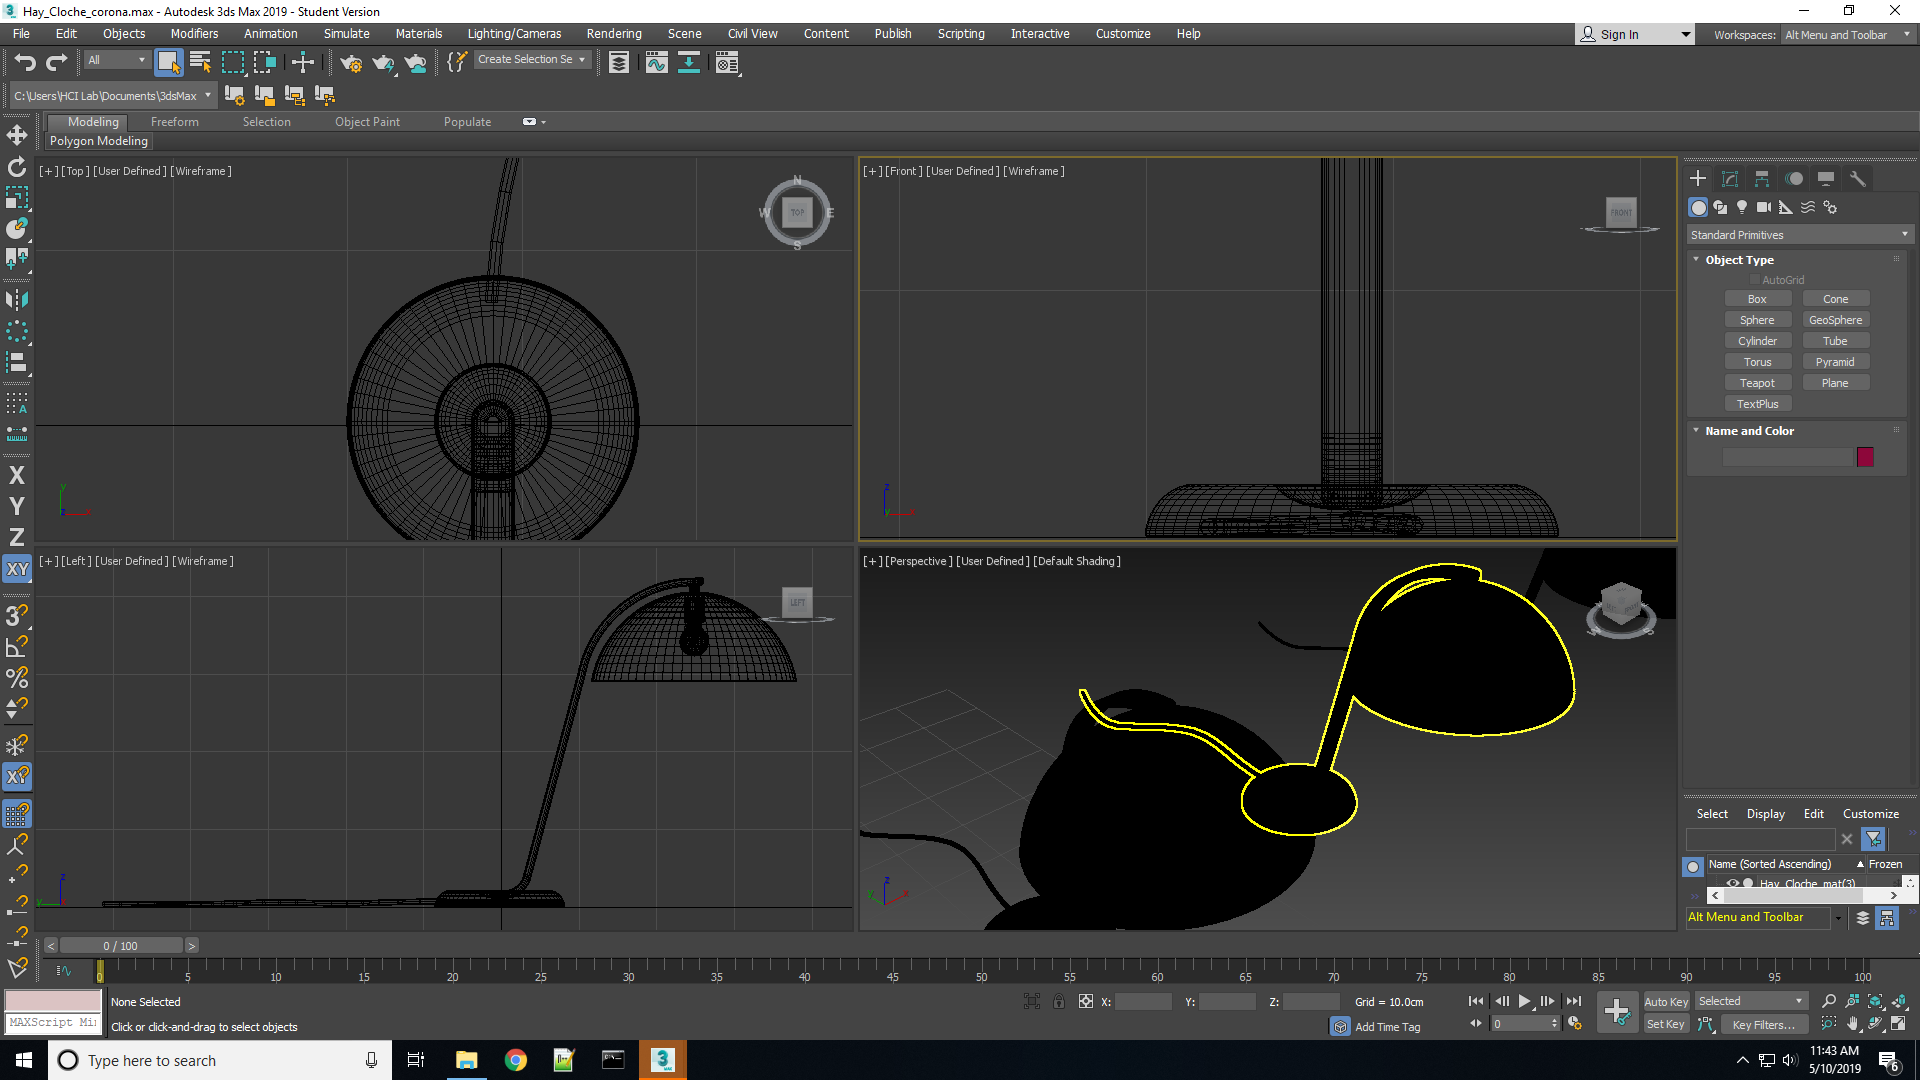 Hay_Cloche_corona.max - Autodesk 3ds Max 2019 - Student Version
File Edit Objects Modifiers Animation Simulate Materials Lighting/Cameras Rendering Scene Civil View Content Publish Scripting Interactive Customize Help
Sign In
Workspaces: Alt Menu and Toolbar
All
Create Selection Se
C:\Users\HCI Lab\Documents\3dsMax
Modeling Freeform Selection Object Paint Populate
Polygon Modeling
[+] [Top] [User Defined] [Wireframe]
N
W TOP E
S
[+] [Front] [User Defined] [Wireframe]
FRONT
Standard Primitives
Object Type
AutoGrid
Box Cone
Sphere GeoSphere
Cylinder Tube
Torus Pyramid
Teapot Plane
TextPlus
Name and Color
X
Y
Z
XY
3
XY
y
z
[+] [Left] [User Defined] [Wireframe]
LEFT
z
y
[+] [Perspective] [User Defined] [Default Shading]
z
y x
Select Display Edit Customize
Name (Sorted Ascending) Frozen
Hay_Cloche_mat(3)
Alt Menu and Toolbar
0 / 100
0 5 10 15 20 25 30 35 40 45 50 55 60 65 70 75 80 85 90 95 100
None Selected
X: Y: Z: Grid = 10.0cm
Auto Key Selected
MAXScript Mi
Click or click-and-drag to select objects
Add Time Tag
0
Set Key Key Filters...
Type here to search
11:43 AM
5/10/2019
6